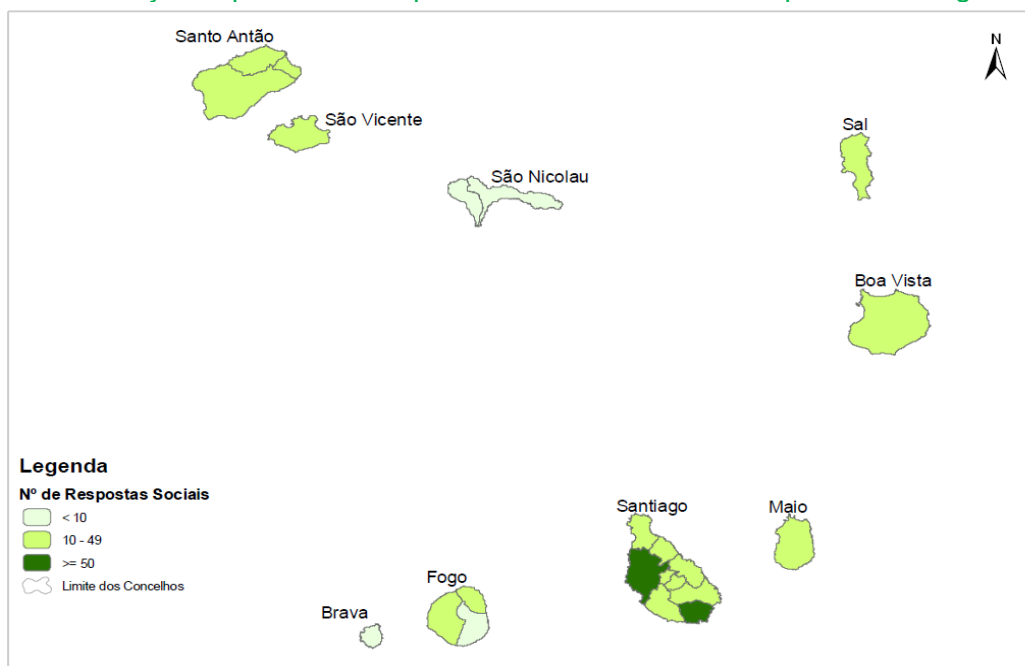 Santo Antão
N
São Vicente
Sal
São Nicolau
Boa Vista
Legenda
Nº de Respostas Sociais
< 10
10 - 49
>= 50
Limite dos Concelhos
Santiago
Maio
Fogo
Brava